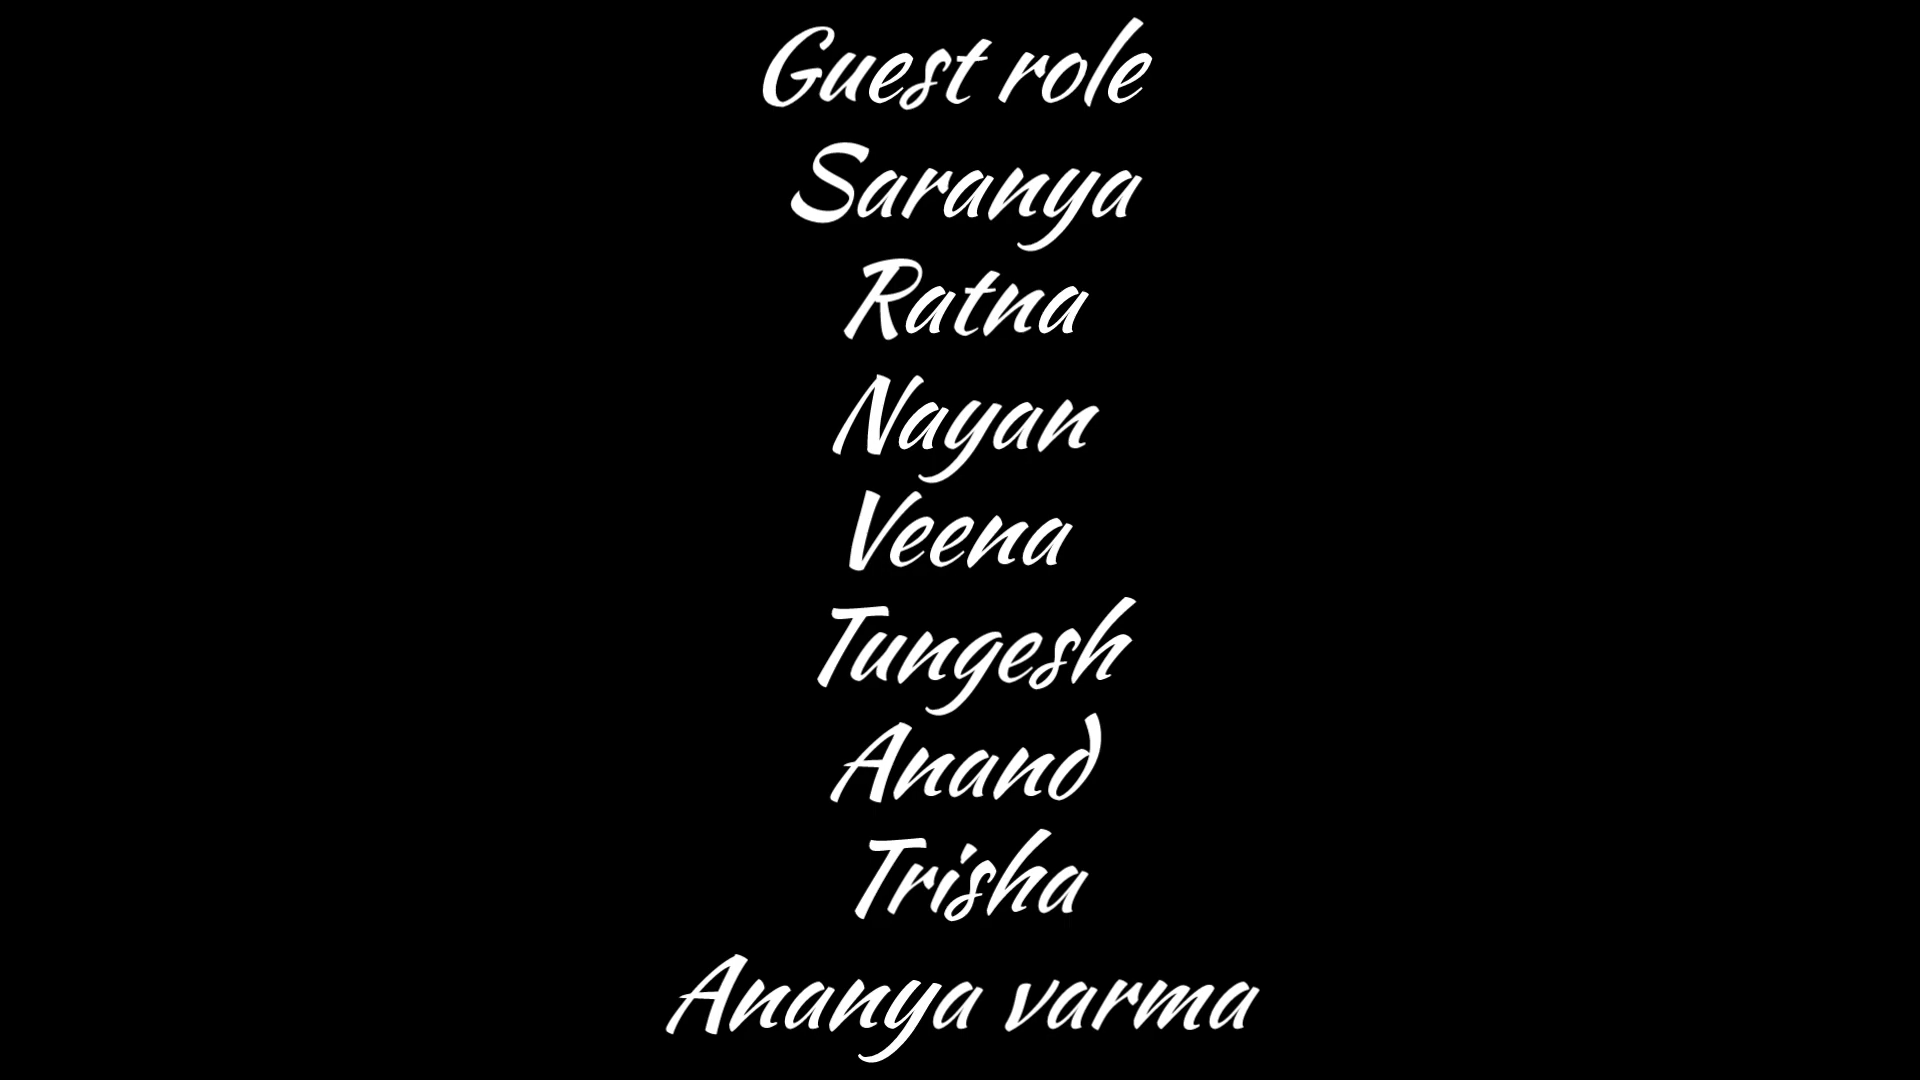 Guest role
Saranya
Ratna
Nayan
Veena
Tungesh
Anand
Trisha
Ananya varma